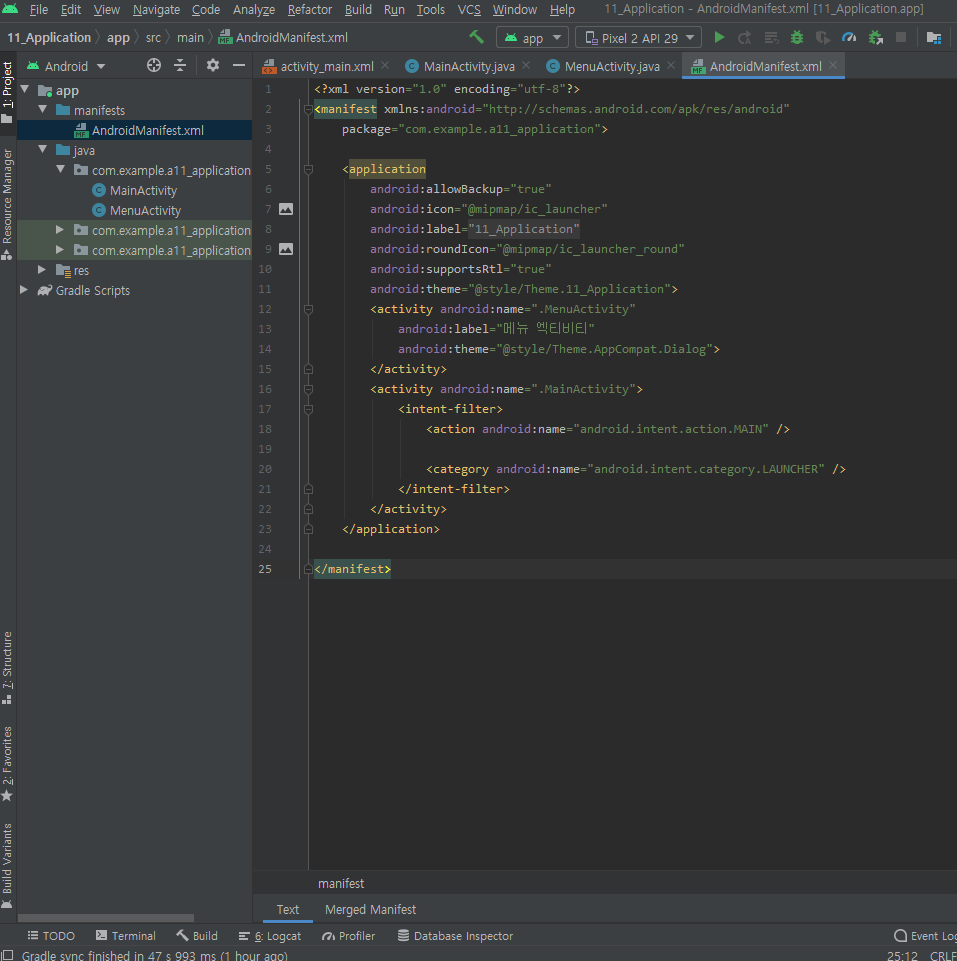 File Edit View Navigate Code Analyze Refactor Build Run Tools VCS Window Help 11_Application - AndroidManifest.xml [11_Application.app]
11_Application app src main AndroidManifest.xml app Pixel 2 API 29
Android activity_main.xml MainActivity.java MenuActivity.java AndroidManifest.xml
1: Project
Resource Manager
7: Structure
2: Favorites
Build Variants
app
manifests
AndroidManifest.xml
java
com.example.a11_application
MainActivity
MenuActivity
com.example.a11_application
com.example.a11_application
res
Gradle Scripts
1 <?xml version="1.0" encoding="utf-8"?>
2 <manifest xmlns:android="http://schemas.android.com/apk/res/android"
3 package="com.example.a11_application">
4
5 <application
6 android:allowBackup="true"
7 android:icon="@mipmap/ic_launcher"
8 android:label="11_Application"
9 android:roundIcon="@mipmap/ic_launcher_round"
10 android:supportsRtl="true"
11 android:theme="@style/Theme.11_Application">
12 <activity android:name=".MenuActivity"
13 android:label="메뉴 엑티비티"
14 android:theme="@style/Theme.AppCompat.Dialog">
15 </activity>
16 <activity android:name=".MainActivity">
17 <intent-filter>
18 <action android:name="android.intent.action.MAIN" />
19
20 <category android:name="android.intent.category.LAUNCHER" />
21 </intent-filter>
22 </activity>
23 </application>
24
25 </manifest>
manifest
Text Merged Manifest
TODO Terminal Build 6: Logcat Profiler Database Inspector Event Log
Gradle sync finished in 47 s 993 ms (1 hour ago) 25:12 CRLF